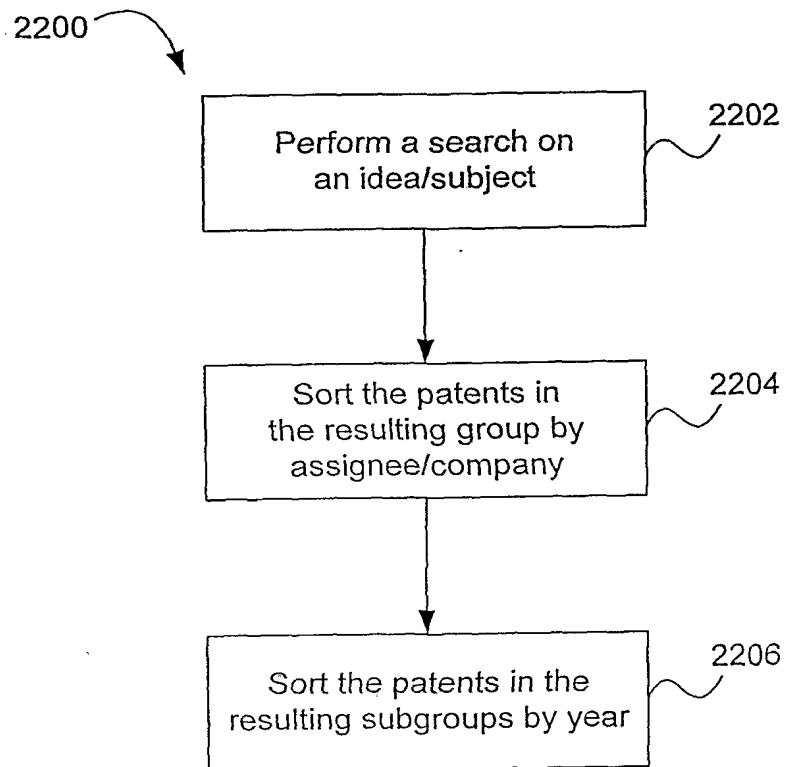 2200
Perform a search on
an idea/subject
2202
Sort the patents in
the resulting group by
assignee/company
2204
Sort the patents in the
resulting subgroups by year
2206